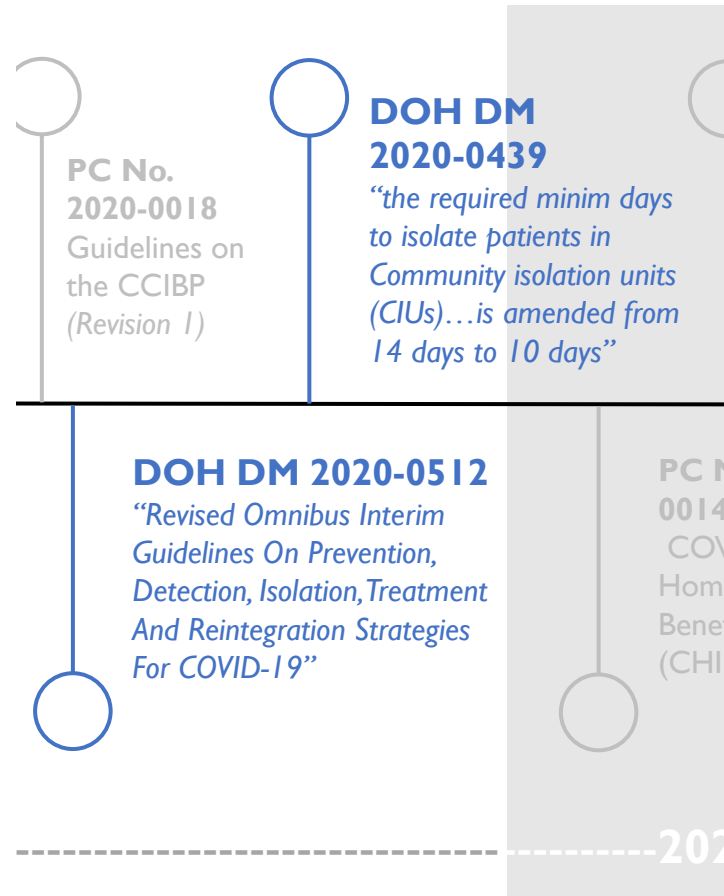 PC No.
2020-0018
Guidelines on
the CCIBP
(Revision 1)
DOH DM
2020-0439
“the required minim days
to isolate patients in
Community isolation units
(CIUs)…is amended from
14 days to 10 days”
DOH DM 2020-0512
“Revised Omnibus Interim
Guidelines On Prevention,
Detection, Isolation, Treatment
And Reintegration Strategies
For COVID-19”
PC
0014